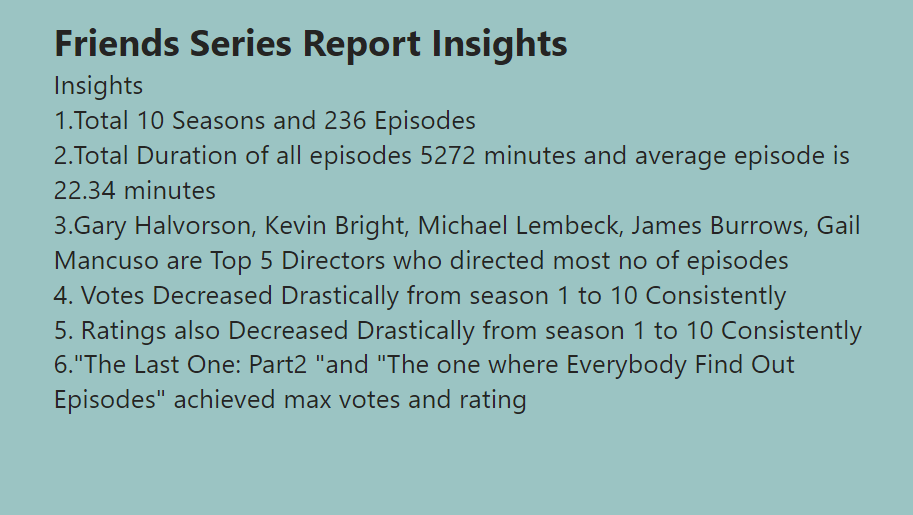 Friends Series Report Insights
Insights
1.Total 10 Seasons and 236 Episodes
2.Total Duration of all episodes 5272 minutes and average episode is
22.34 minutes
3.Gary Halvorson, Kevin Bright, Michael Lembeck, James Burrows, Gail
Mancuso are Top 5 Directors who directed most no of episodes
4. Votes Decreased Drastically from season 1 to 10 Consistently
5. Ratings also Decreased Drastically from season 1 to 10 Consistently
6."The Last One: Part2 "and "The one where Everybody Find Out
Episodes" achieved max votes and rating